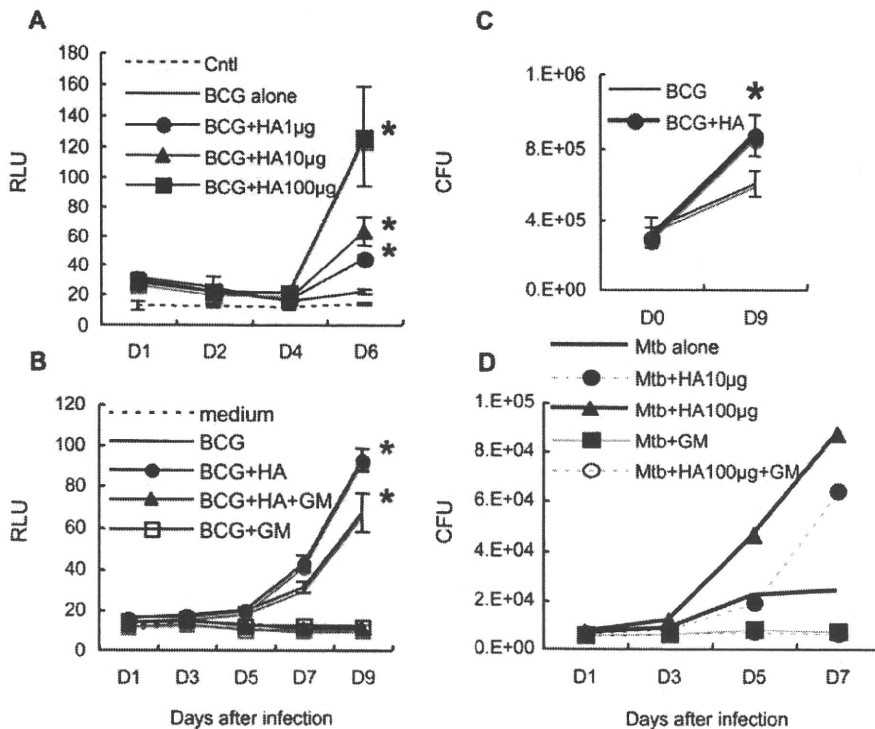 A
180
160
140
120
100
80
60
40
20
0
RLU
Cntl
BCG alone
BCG+HA1µg
BCG+HA10µg
BCG+HA100µg
*
*
*
D1 D2 D4 D6
C
1.E+06
8.E+05
4.E+05
0.E+00
CFU
BCG
BCG+HA
*
D0 D9
B
120
100
80
60
40
20
0
RLU
medium
BCG
BCG+HA
BCG+HA+GM
BCG+GM
*
*
D1 D3 D5 D7 D9
Days after infection
D
Mtb alone
Mtb+HA10µg
Mtb+HA100µg
Mtb+GM
Mtb+HA100µg+GM
1.E+05
8.E+04
6.E+04
4.E+04
2.E+04
0.E+00
CFU
D1 D3 D5 D7
Days after infection